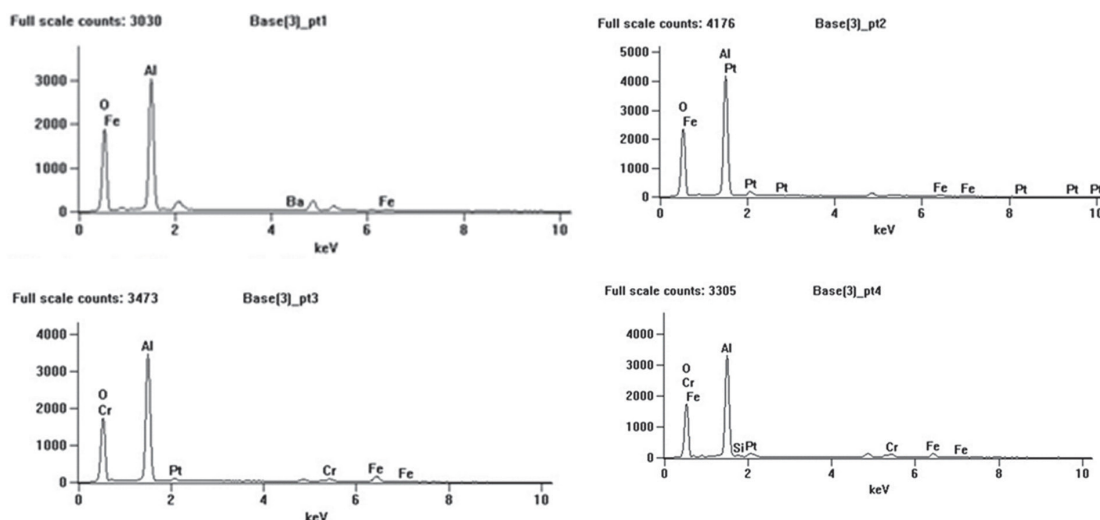 Full scale counts: 3030 Base(3)_pt1
3000
2000
1000
0
O
Fe
Al
Ba
Fe
0 2 4 6 8 10
keV
Full scale counts: 4176 Base(3)_pt2
5000
4000
3000
2000
1000
0
O
Fe
Al
Pt
Pt Pt Fe Fe Pt Pt Pt
0 2 4 6 8 10
keV
Full scale counts: 3473 Base(3)_pt3
4000
3000
2000
1000
0
O
Cr
Al
Pt Cr Fe Fe
0 2 4 6 8 10
keV
Full scale counts: 3305 Base(3)_pt4
4000
3000
2000
1000
0
O
Cr
Fe
Al
Si Pt Cr Fe Fe
0 2 4 6 8 10
keV